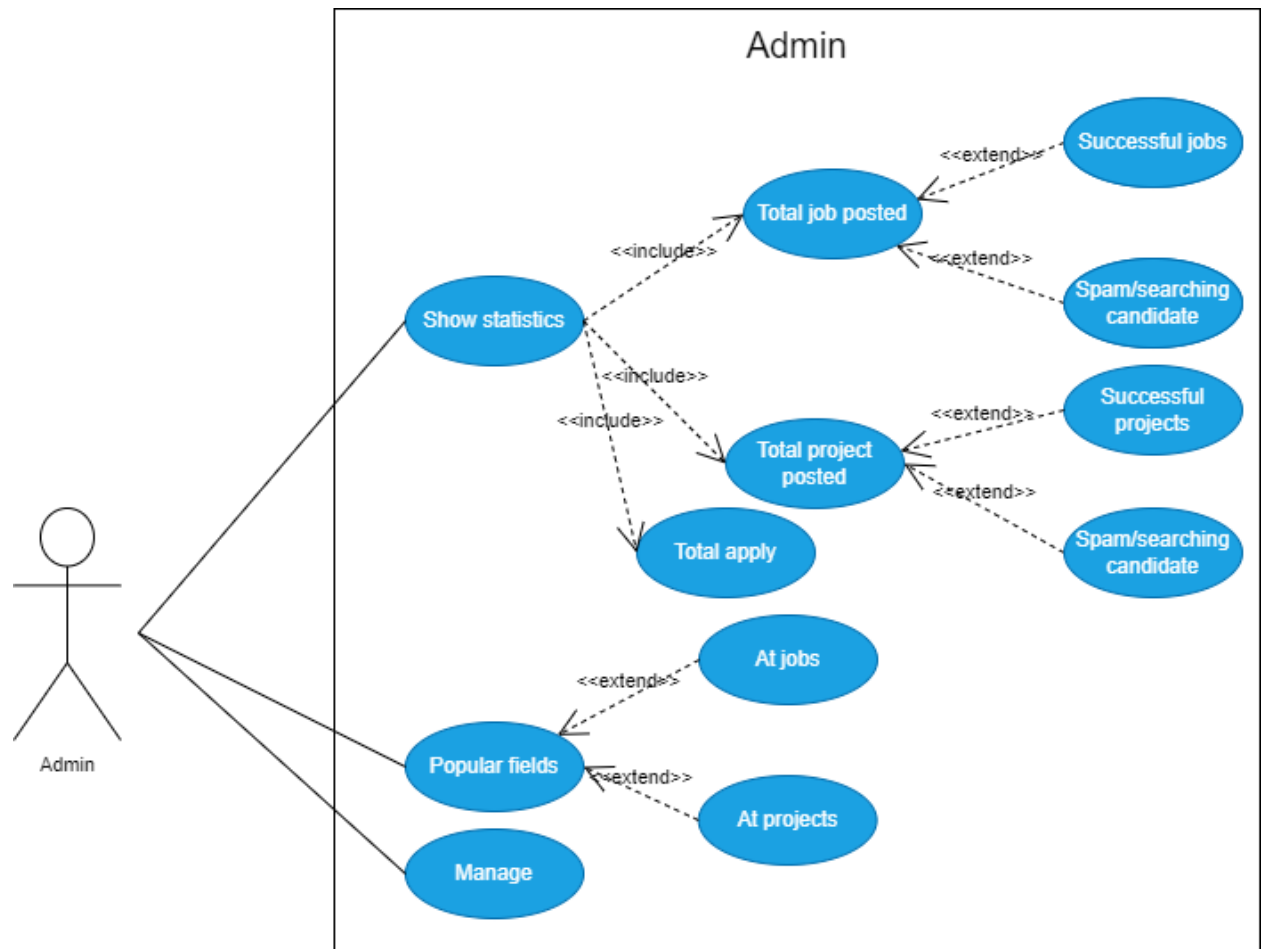 Admin
Successful jobs
<<extend>>
Total job posted
<<include>>
<<extend>>
Spam/searching
candidate
Show statistics
<<include>>
<<include>>
Successful
projects
<<extend>>
Total project
posted
<<extend>>
Total apply
Spam/searching
candidate
At jobs
<<extend>>
Admin
Popular fields
<<extend>>
At projects
Manage